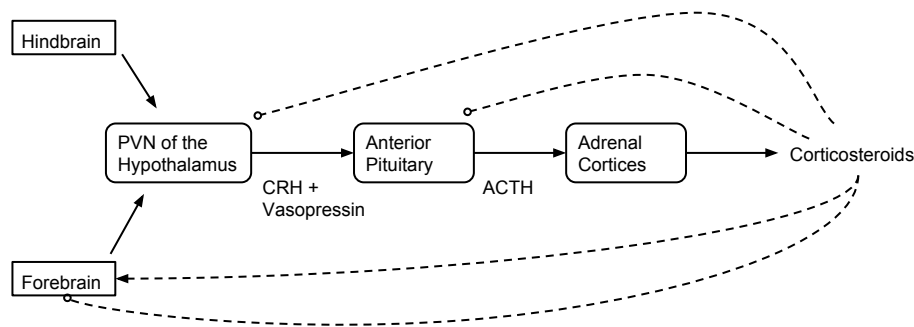 Hindbrain
PVN of the
Hypothalamus
Anterior
Pituitary
Adrenal
Cortices
Corticosteroids
CRH +
Vasopressin
ACTH
Forebrain